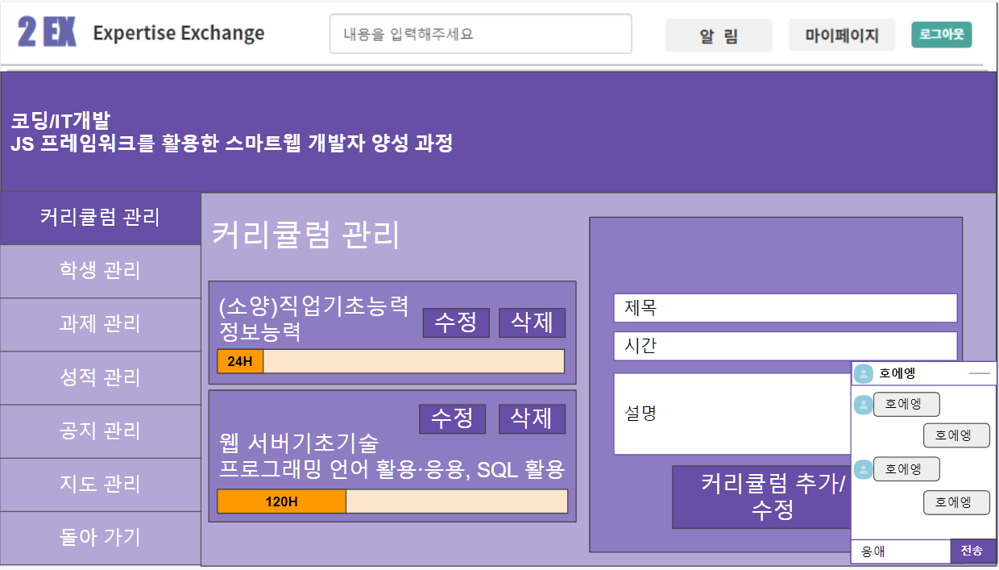 2 EX Expertise Exchange
내용을 입력해주세요
알 림
마이페이지
로그아웃
코딩/IT개발
JS 프레임워크를 활용한 스마트웹 개발자 양성 과정
커리큘럼 관리
학생 관리
과제 관리
성적 관리
공지 관리
지도 관리
돌아 가기
커리큘럼 관리
(소양)직업기초능력
정보능력
수정
삭제
24H
수정
삭제
웹 서버기초기술
프로그래밍 언어 활용·응용, SQL 활용
120H
제목
시간
설명
커리큘럼 추가/
수정
호에엥
호에엥
호에엥
호에엥
호에엥
응애
전송